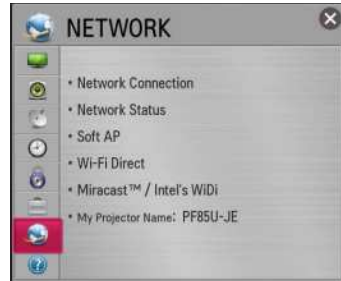 NETWORK
• Network Connection
• Network Status
• Soft AP
• Wi-Fi Direct
• Miracast™ / Intel's WiDi
• My Projector Name: PF85U-JE